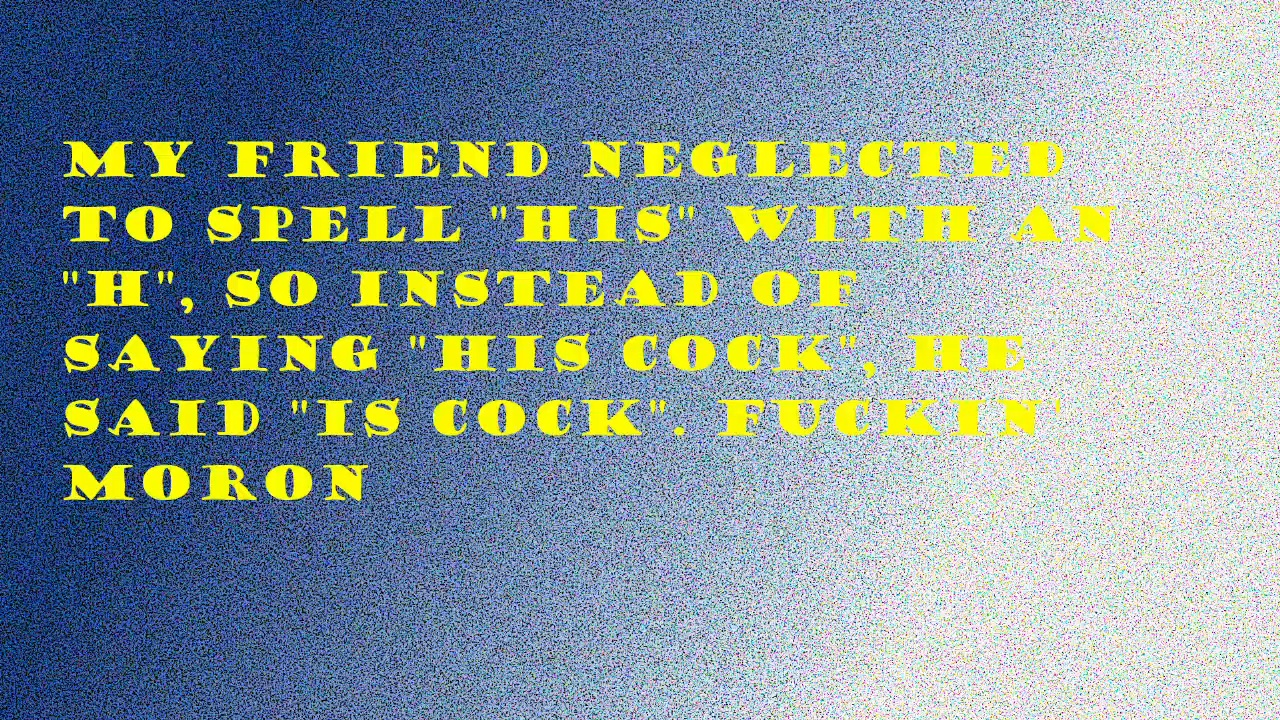 MY FRIEND NEGLECTED
TO SPELL "HIS" WITH AN
"H", SO INSTEAD OF
SAYING "HIS COCK", HE
SAID "IS COCK". FUCKIN'
MORON